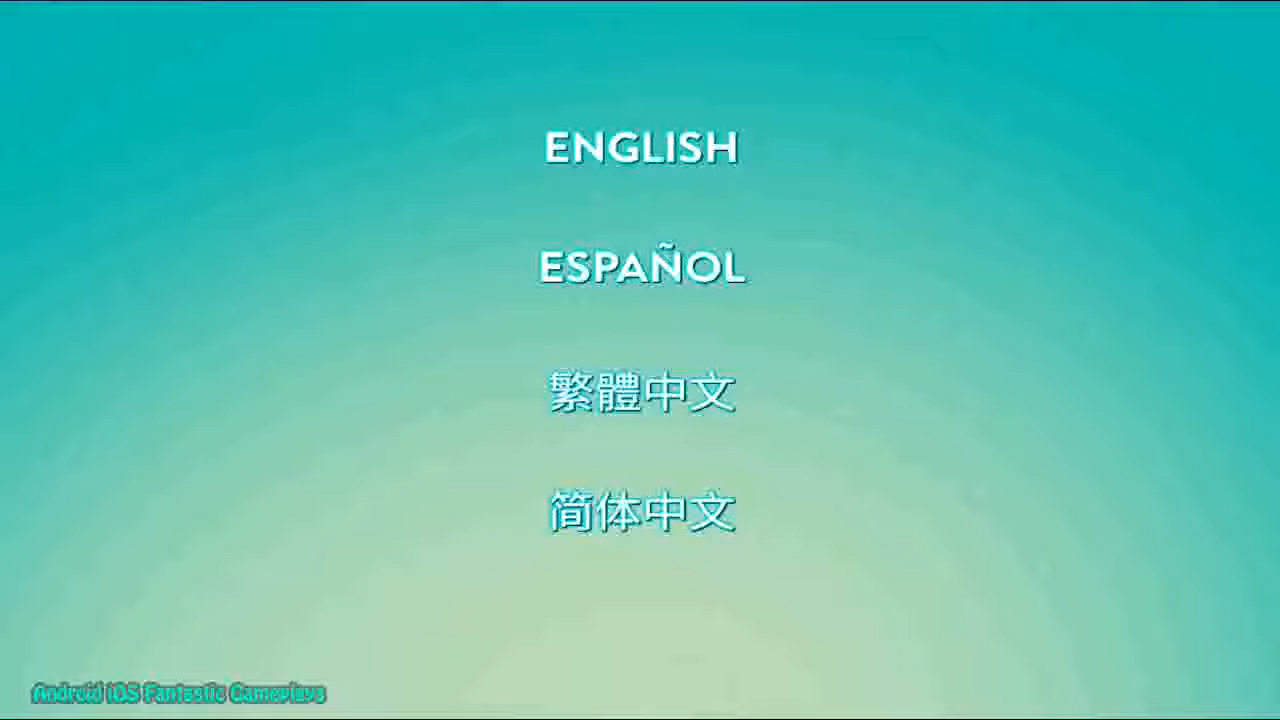 ENGLISH
ESPAÑOL
繁體中文
简体中文
Android iOS Fantastic Gameplays